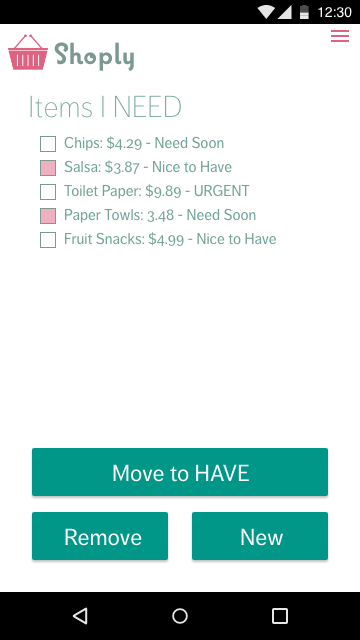 12:30
Shoply
Items I NEED
Chips: $4.29 - Need Soon
Salsa: $3.87 - Nice to Have
Toilet Paper: $9.89 - URGENT
Paper Towls: 3.48 - Need Soon
Fruit Snacks: $4.99 - Nice to Have
Move to HAVE
Remove
New